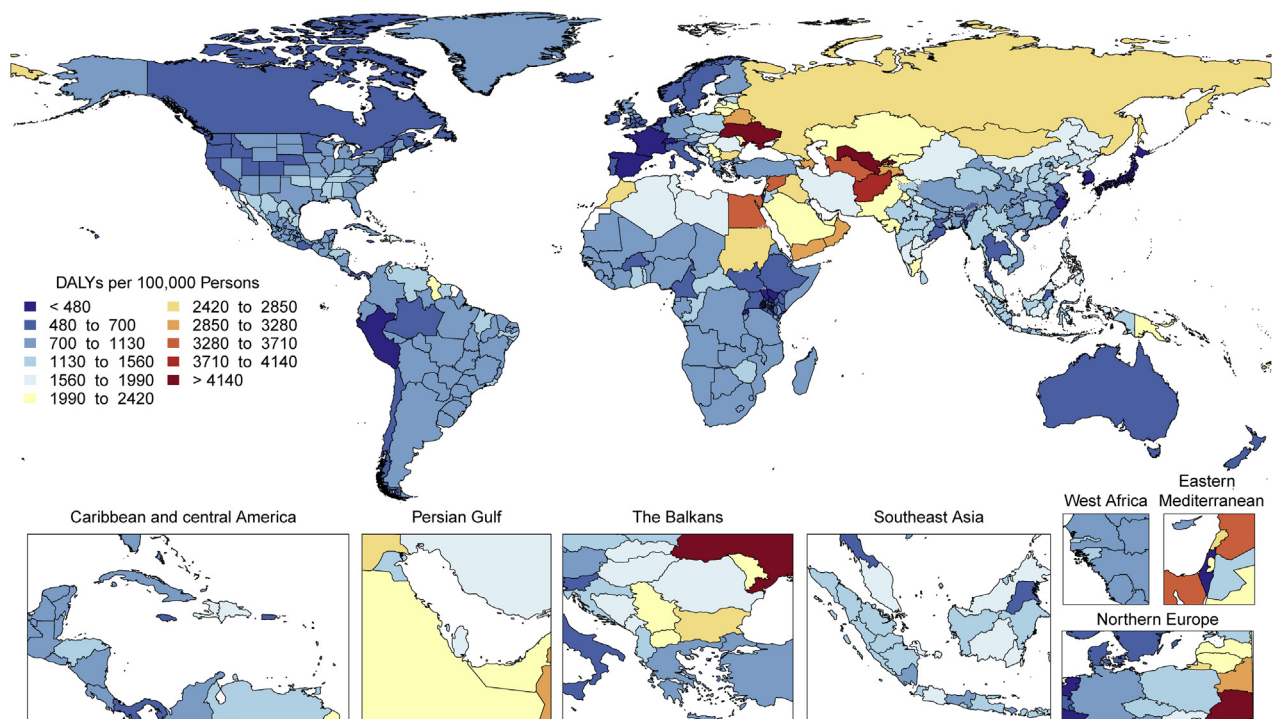 DALYs per 100,000 Persons
< 480
480 to 700
700 to 1130
1130 to 1560
1560 to 1990
1990 to 2420
2420 to 2850
2850 to 3280
3280 to 3710
3710 to 4140
> 4140
Caribbean and central America
Persian Gulf
The Balkans
Southeast Asia
West Africa
Eastern
Mediterranean
Northern Europe